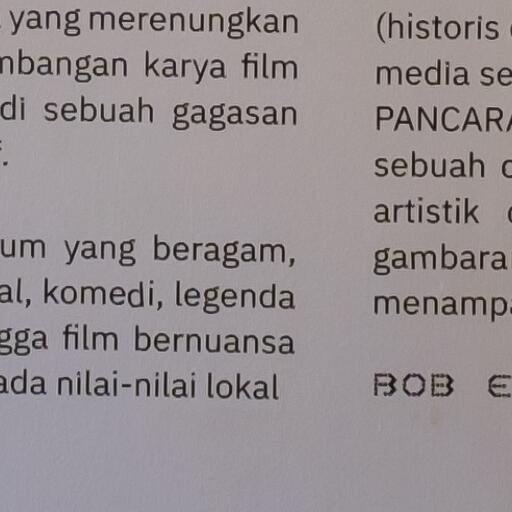 yang merenungkan
mbangan karya film
di sebuah gagasan
um yang beragam,
al, komedi, legenda
gga film bernuansa
ada nilai-nilai lokal
(historis
media se
PANCARA
sebuah
artistik
gambara
menampa
BOB E